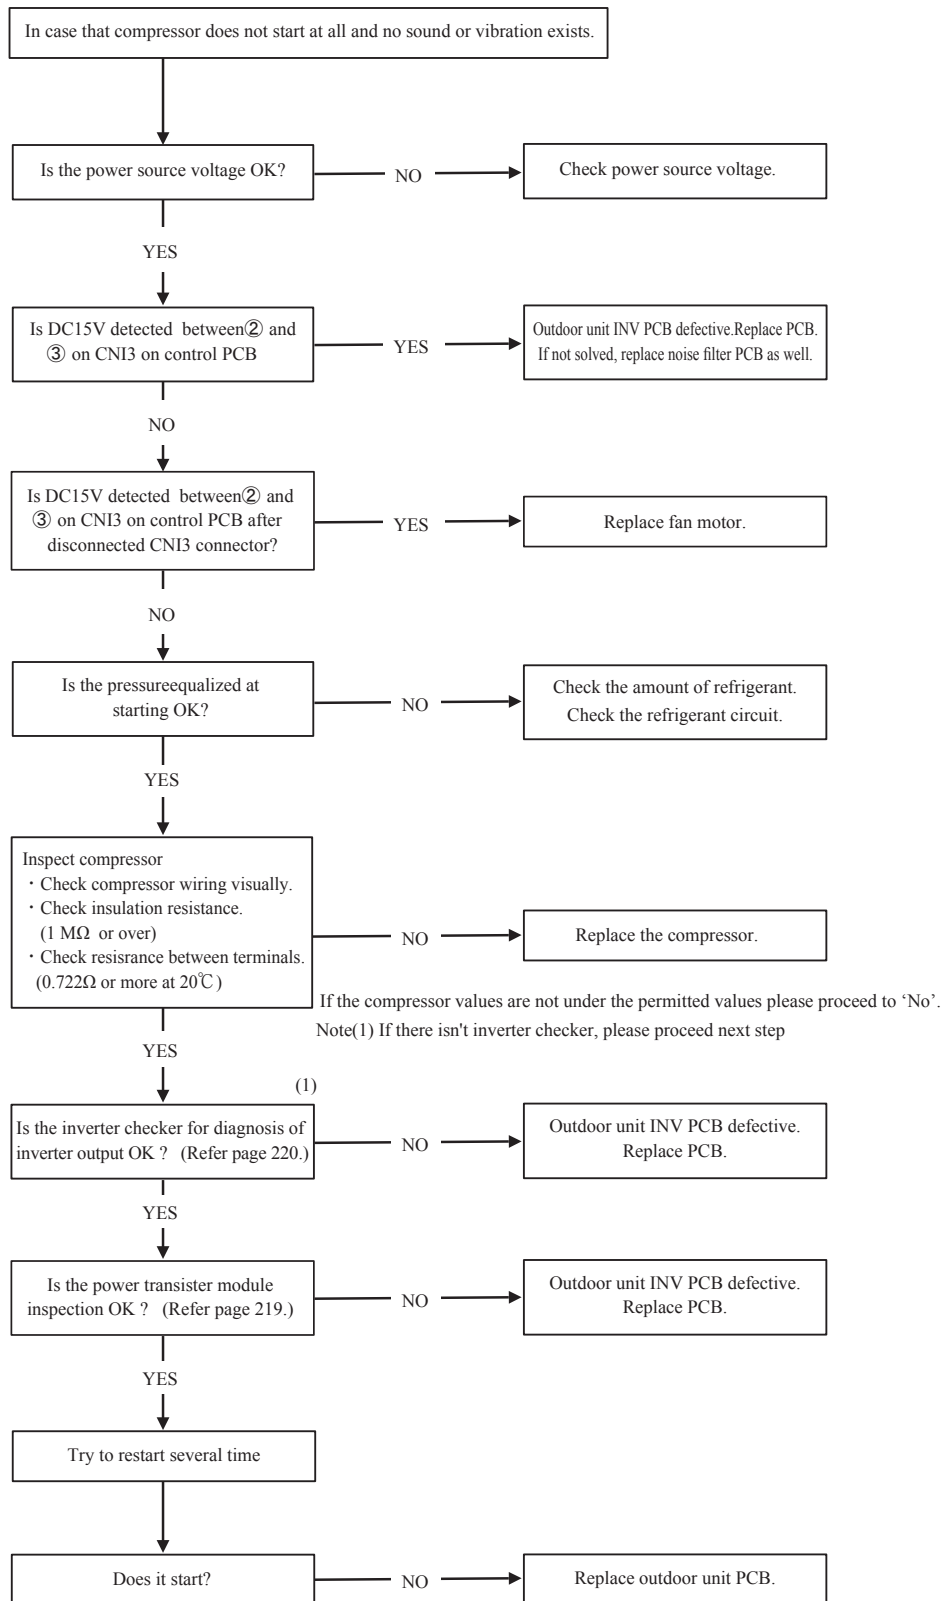 In case that compressor does not start at all and no sound or vibration exists.
Is the power source voltage OK?
NO
Check power source voltage.
YES
Is DC15V detected between② and
③ on CNI3 on control PCB
YES
Outdoor unit INV PCB defective.Replace PCB.
If not solved, replace noise filter PCB as well.
NO
Is DC15V detected between② and
③ on CNI3 on control PCB after
disconnected CNI3 connector?
YES
Replace fan motor.
NO
Is the pressureequalized at
starting OK?
NO
Check the amount of refrigerant.
Check the refrigerant circuit.
YES
Inspect compressor
・Check compressor wiring visually.
・Check insulation resistance.
(1 MΩ or over)
・Check resisrance between terminals.
(0.722Ω or more at 20℃)
NO
Replace the compressor.
If the compressor values are not under the permitted values please proceed to ‘No’.
Note(1) If there isn't inverter checker, please proceed next step
YES
(1)
Is the inverter checker for diagnosis of
inverter output OK ? (Refer page 220.)
NO
Outdoor unit INV PCB defective.
Replace PCB.
YES
Is the power transister module
inspection OK ? (Refer page 219.)
NO
Outdoor unit INV PCB defective.
Replace PCB.
YES
Try to restart several time
Does it start?
NO
Replace outdoor unit PCB.